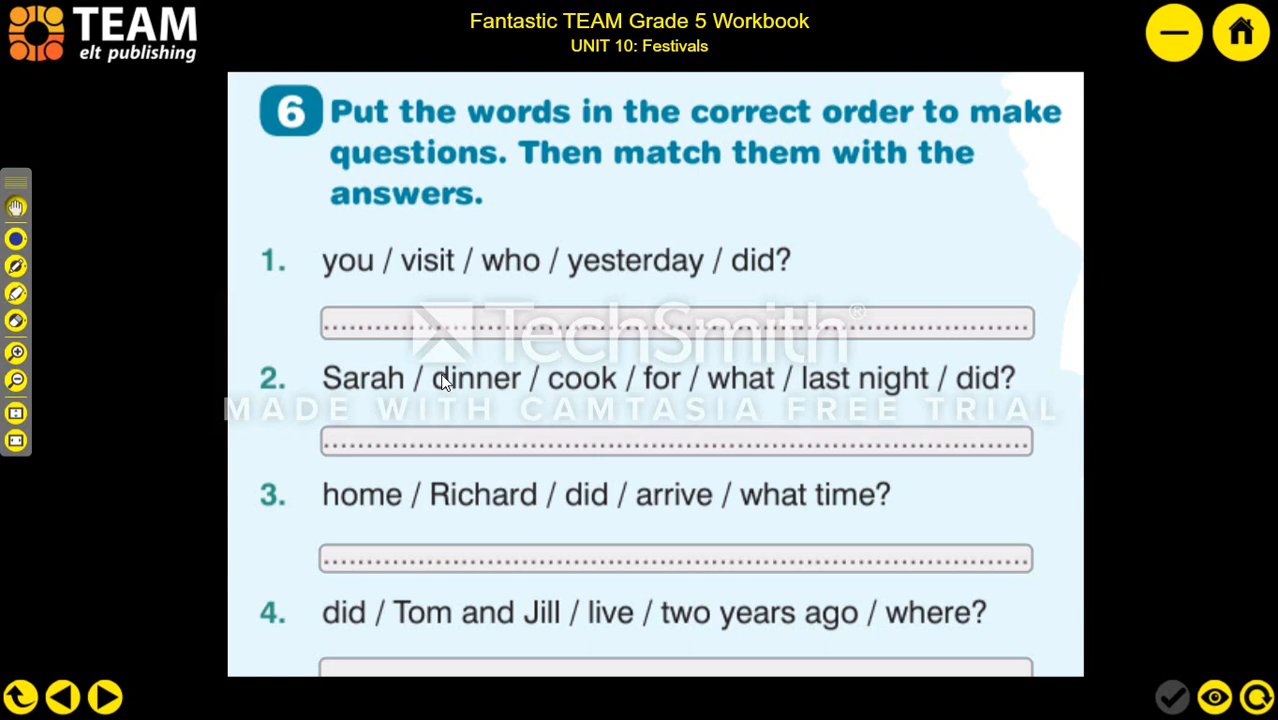 TEAM
elt publishing
Fantastic TEAM Grade 5 Workbook
UNIT 10: Festivals
6 Put the words in the correct order to make
questions. Then match them with the
answers.
1. you / visit / who / yesterday / did?
TechSmith®
2. Sarah / dinner / cook / for / what / last night / did?
MADE WITH CAMTASIA FREE TRIAL
3. home / Richard / did / arrive / what time?
4. did / Tom and Jill / live / two years ago / where?